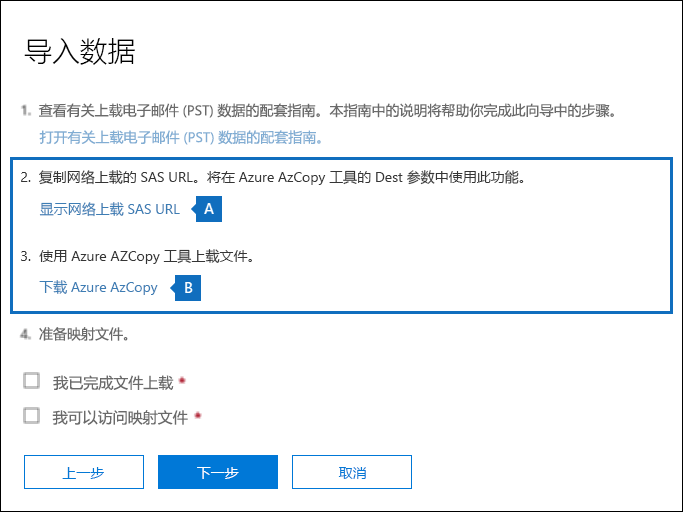 导入数据
1. 查看有关上载电子邮件 (PST) 数据的配套指南。本指南中的说明将帮助你完成此向导中的步骤。
打开有关上载电子邮件 (PST) 数据的配套指南。
2. 复制网络上载的 SAS URL。将在 Azure AzCopy 工具的 Dest 参数中使用此功能。
显示网络上载 SAS URL A
3. 使用 Azure AZCopy 工具上载文件。
下载 Azure AzCopy B
4. 准备映射文件。
我已完成文件上载 *
我可以访问映射文件 *
上一步 下一步 取消